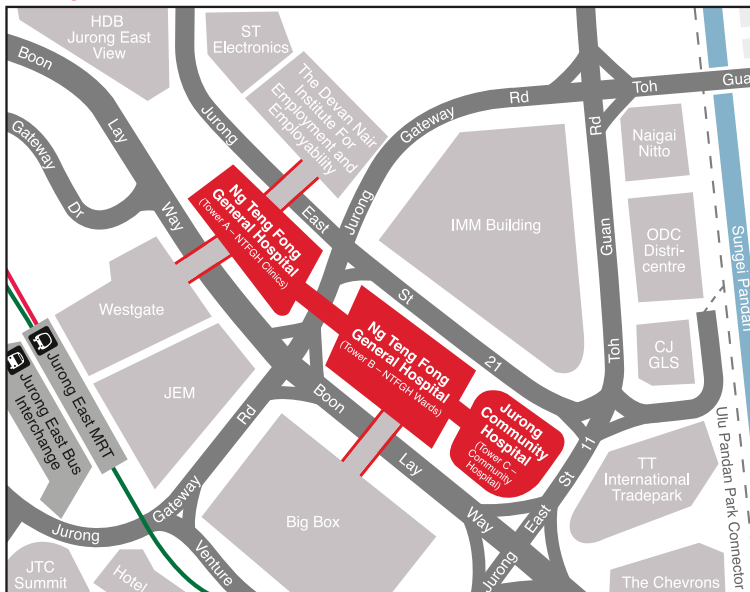 HDB
Jurong East
View
ST
Electronics
The Devan Nair
Institute For
Employment and
Employability
Boon
Lay
Way
Gateway
Dr
Jurong
East
St
21
Jurong
Gateway
Rd
Toh
Gua
Rd
Guan
Toh
Naigai
Nitto
ODC
Distri-
centre
CJ
GLS
Sungei Pandan
IMM Building
Ng Teng Fong
General Hospital
(Tower A – NTFGH Clinics)
Ng Teng Fong
General Hospital
(Tower B – NTFGH Wards)
Jurong
Community
Hospital
(Tower C –
Community
Hospital)
Westgate
JEM
Jurong East MRT
Jurong East Bus
Interchange
Boon
Lay
Way
Jurong
Gateway
Rd
Venture
Big Box
Jurong
East
St
11
TT
International
Tradepark
Ulu Pandan Park Connector
The Chevrons
JTC
Summit
Hotel